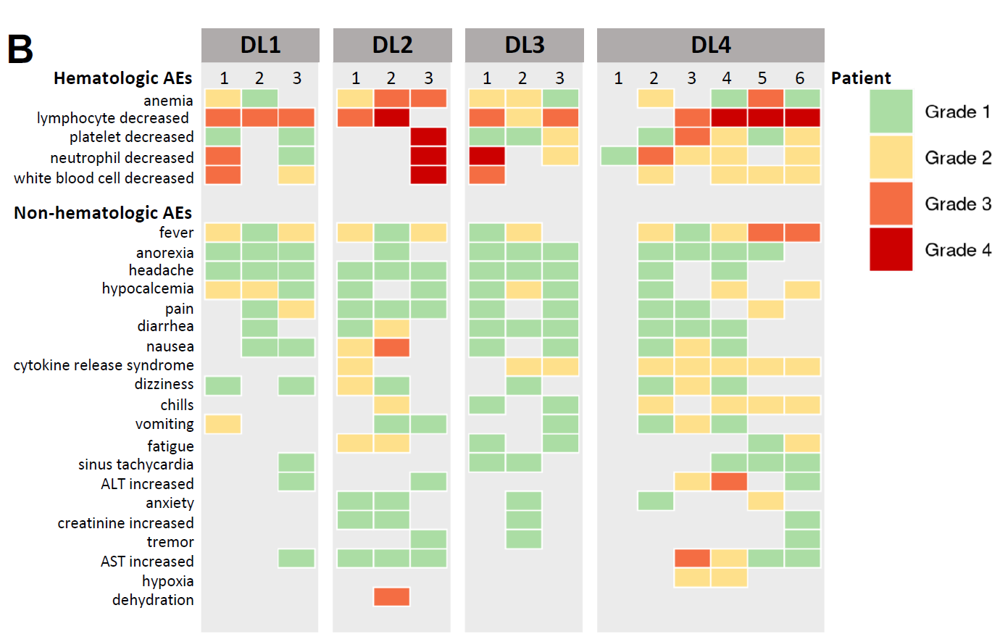 B
DL1 DL2 DL3 DL4
Hematologic AEs 1 2 3 1 2 3 1 2 3 1 2 3 4 5 6 Patient
anemia
lymphocyte decreased
platelet decreased
neutrophil decreased
white blood cell decreased
Non-hematologic AEs
fever
anorexia
headache
hypocalcemia
pain
diarrhea
nausea
cytokine release syndrome
dizziness
chills
vomiting
fatigue
sinus tachycardia
ALT increased
anxiety
creatinine increased
tremor
AST increased
hypoxia
dehydration
Grade 1
Grade 2
Grade 3
Grade 4